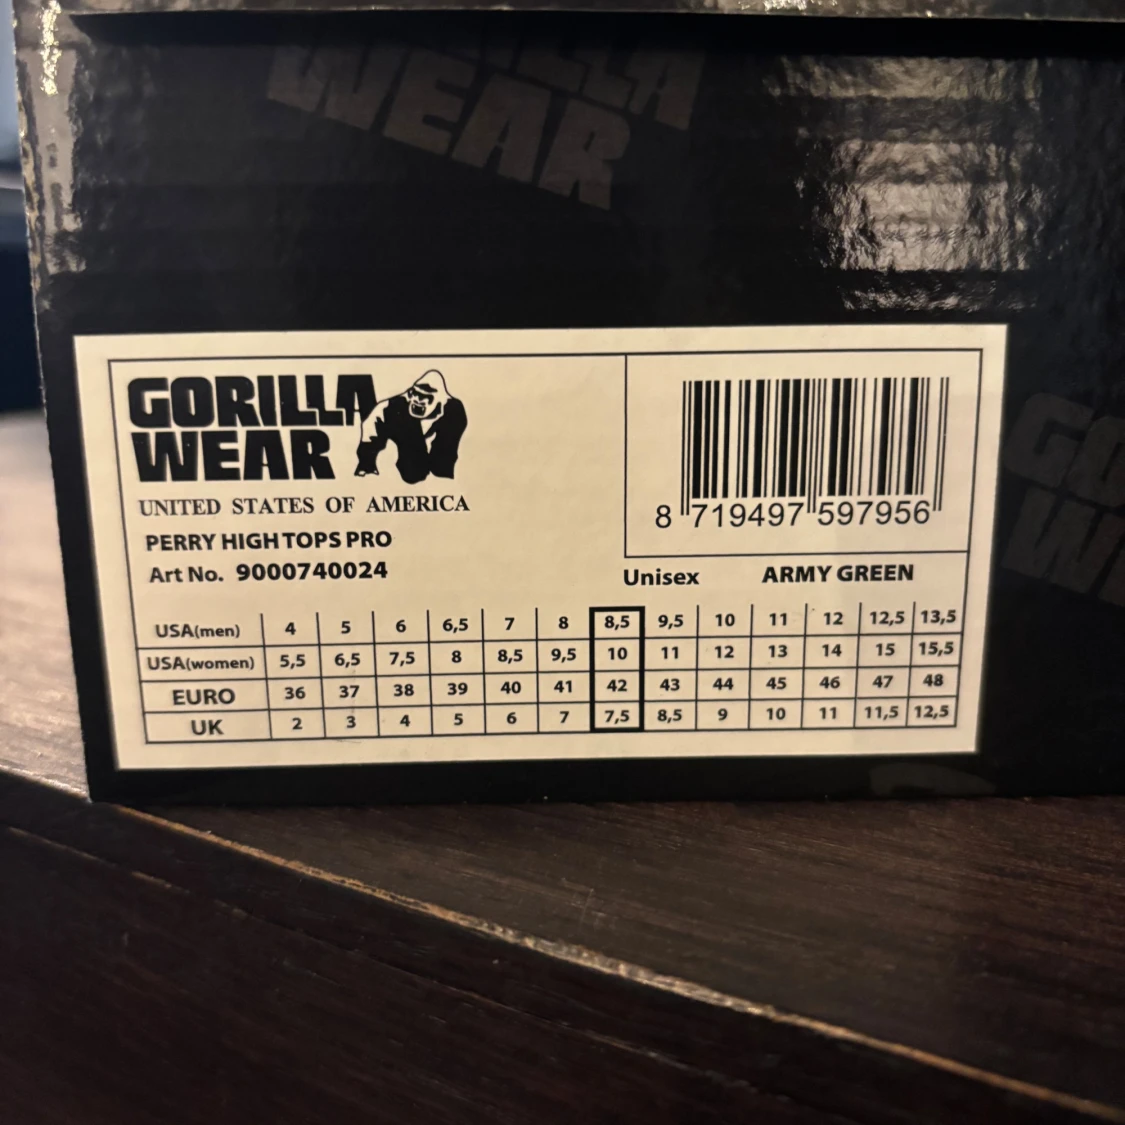 ILLA
WEAR
GORILLA
WEAR
UNITED STATES OF AMERICA
PERRY HIGH TOPS PRO
Art No. 9000740024
8 719497 597956
Unisex ARMY GREEN
USA(men) 4 5 6 6,5 7 8 8,5 9,5 10 11 12 12,5 13,5
USA(women) 5,5 6,5 7,5 8 8,5 9,5 10 11 12 13 14 15 15,5
EURO 36 37 38 39 40 41 42 43 44 45 46 47 48
UK 2 3 4 5 6 7 7,5 8,5 9 10 11 11,5 12,5
GO
W